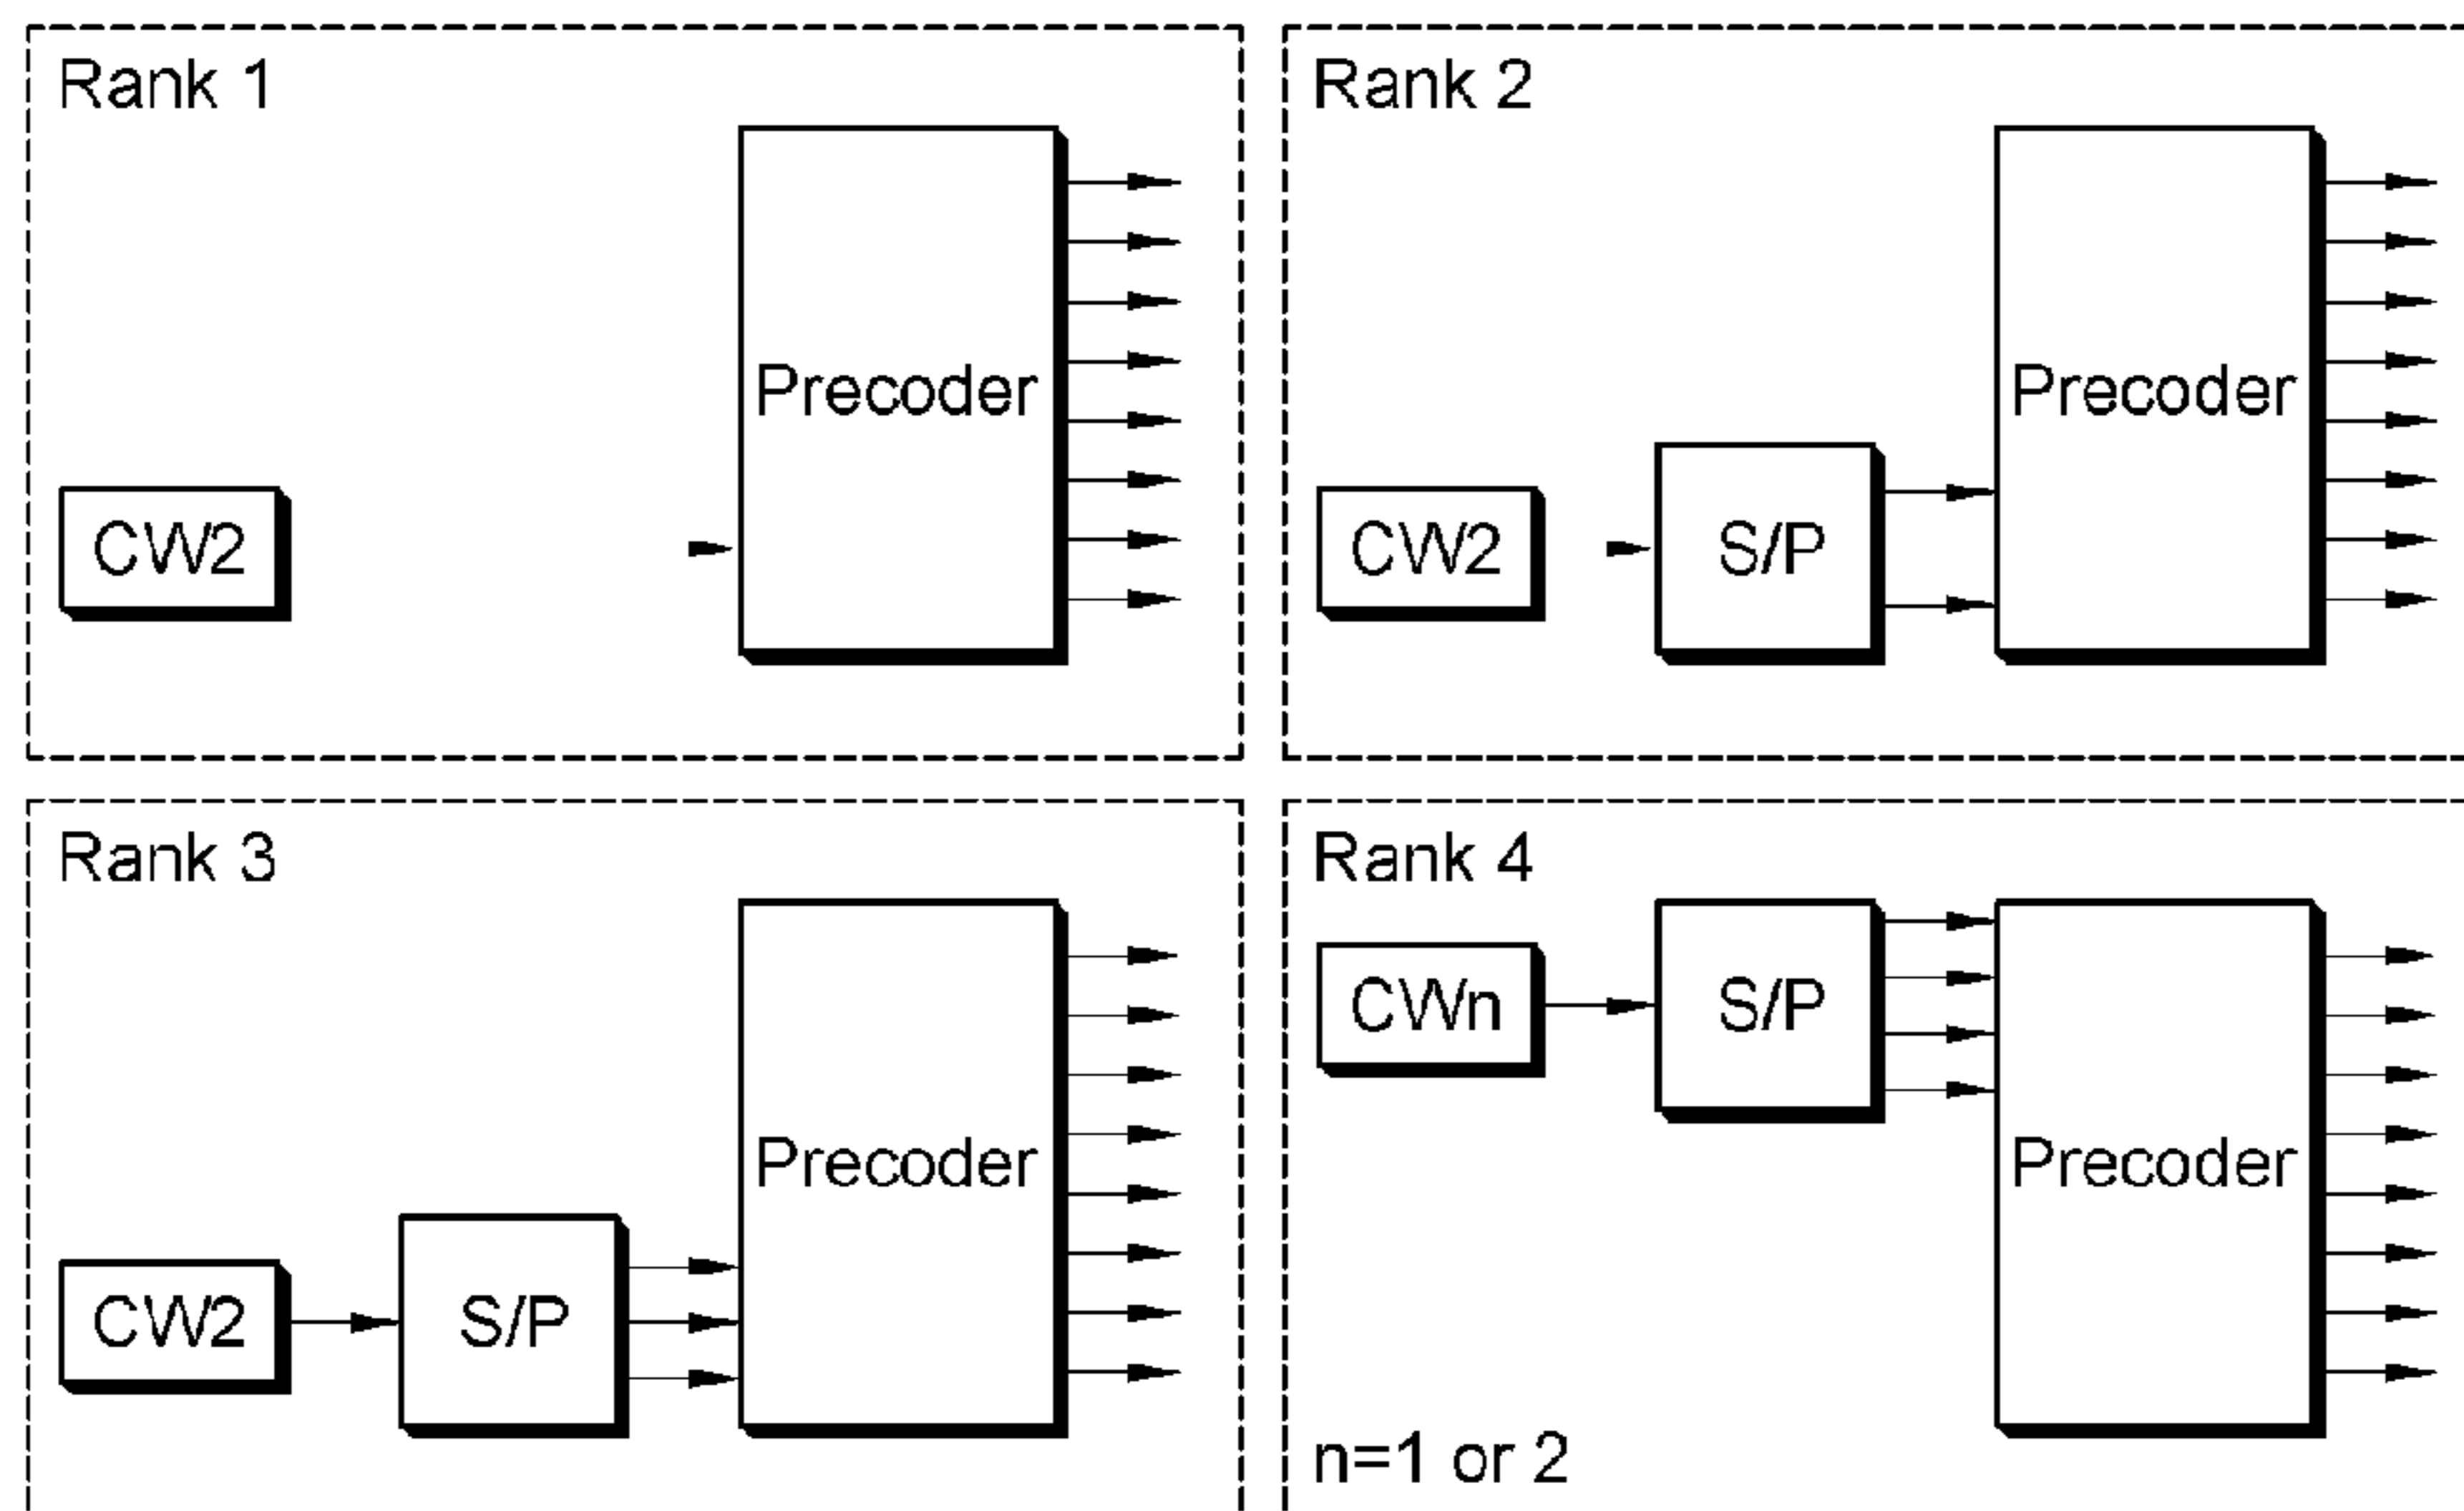 Rank 1
Precoder
CW2
Rank 2
Precoder
CW2
S/P
Rank 3
Precoder
CW2
S/P
Rank 4
CWn
S/P
Precoder
n=1 or 2